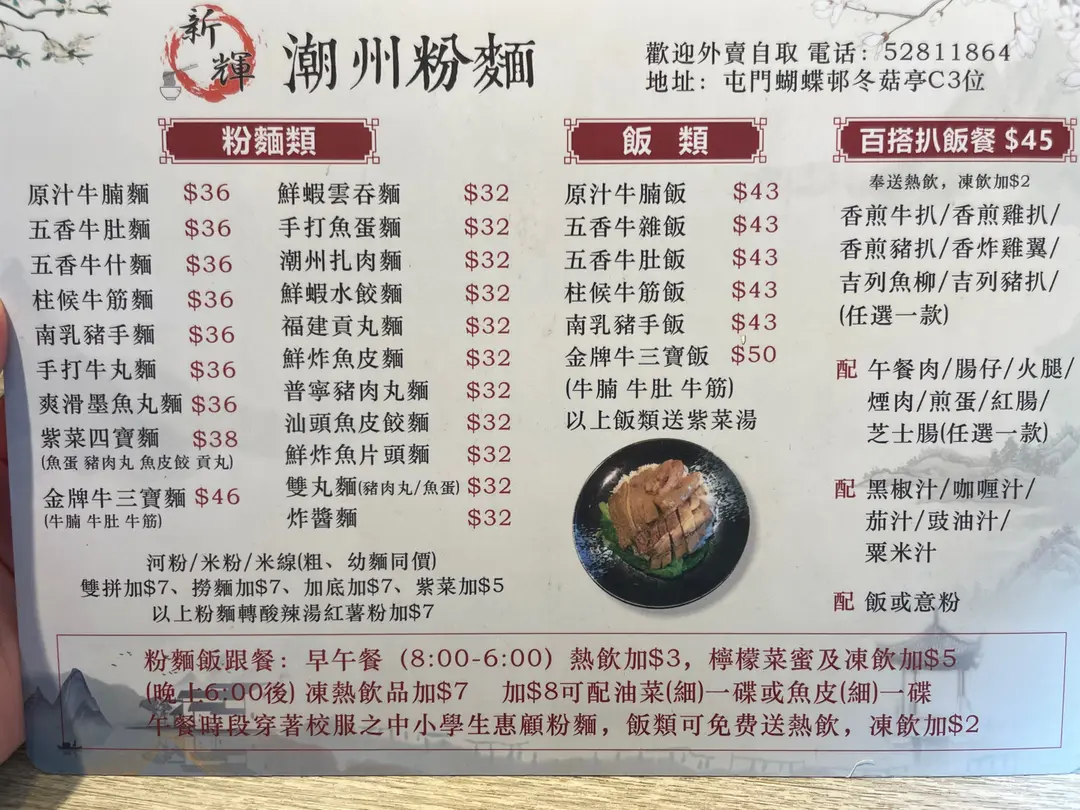 新輝
潮州粉麵
歡迎外賣自取 電话：52811864
地址：屯門蝴蝶邨冬菇亭C3位
粉麵類
原汁牛腩麵 $36
五香牛肚麵 $36
五香牛什麵 $36
柱候牛筋麵 $36
南乳豬手麵 $36
手打牛丸麵 $36
爽滑墨魚丸麵 $36
紫菜四寶麵 $38
(魚蛋 豬肉丸 魚皮餃 貢丸)
金牌牛三寶麵 $46
(牛腩 牛肚 牛筋)
鮮蝦雲吞麵 $32
手打魚蛋麵 $32
潮州扎肉麵 $32
鮮蝦水餃麵 $32
福建貢丸麵 $32
鮮炸魚皮麵 $32
普寧豬肉丸麵 $32
汕頭魚皮餃麵 $32
鮮炸魚片頭麵 $32
雙丸麵(豬肉丸/魚蛋) $32
炸醬麵 $32
河粉/米粉/米線(粗、幼麵同價)
雙拼加$7、撈麵加$7、加底加$7、紫菜加$5
以上粉麵轉酸辣湯紅薯粉加$7
飯 類
原汁牛腩飯 $43
五香牛雜飯 $43
五香牛肚飯 $43
柱候牛筋飯 $43
南乳豬手飯 $43
金牌牛三寶飯 $50
(牛腩 牛肚 牛筋)
以上飯類送紫菜湯
百搭扒飯餐 $45
奉送熱飲，凍飲加$2
香煎牛扒/香煎雞扒/
香煎豬扒/香炸雞翼/
吉列魚柳/吉列豬扒/
(任選一款)
配 午餐肉/腸仔/火腿/
煙肉/煎蛋/紅腸/
芝士腸(任選一款)
配 黑椒汁/咖喱汁/
茄汁/豉油汁/
粟米汁
配 飯或意粉
粉麵飯跟餐：早午餐（8:00-6:00）熱飲加$3，檸檬菜蜜及凍飲加$5
(晚上6:00後) 凍熱飲品加$7 加$8可配油菜(細)一碟或魚皮(細)一碟
午餐時段穿著校服之中小學生惠顧粉麵，飯類可免费送熱飲，凍飲加$2